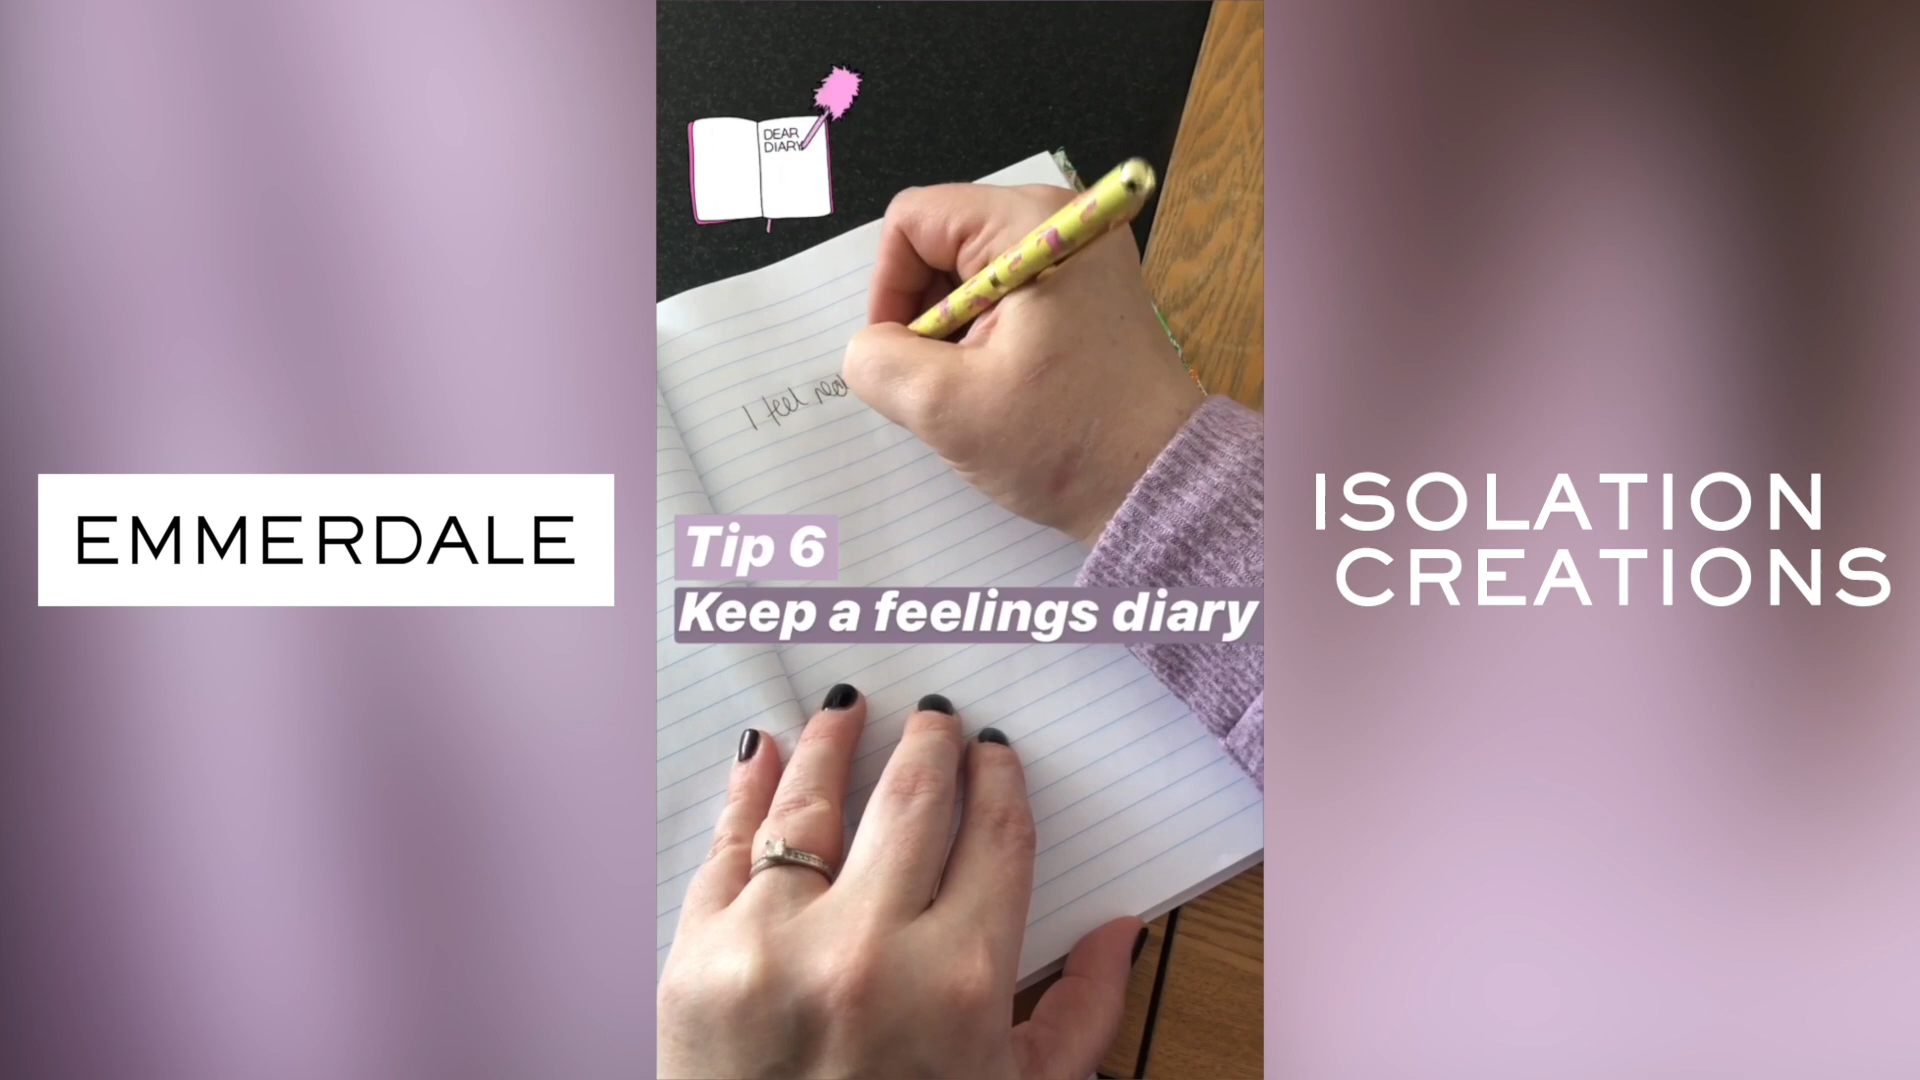 DEAR
DIARY
I feel
Tip 6
Keep a feelings diary
EMMERDALE
ISOLATION
CREATIONS